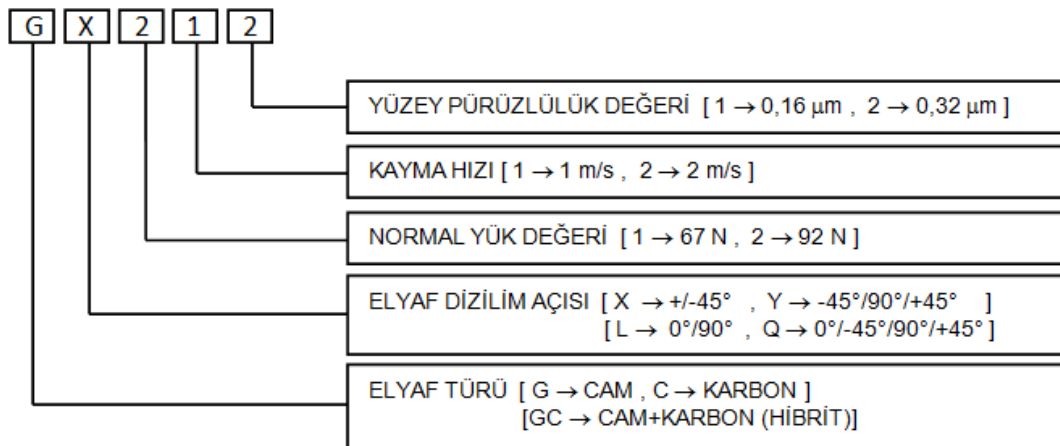 G X 2 1 2
YÜZEY PÜRÜZLÜLÜK DEĞERİ [ 1 → 0,16 µm , 2 → 0,32 µm ]
KAYMA HIZI [ 1 → 1 m/s , 2 → 2 m/s ]
NORMAL YÜK DEĞERİ [ 1 → 67 N , 2 → 92 N ]
ELYAF DİZİLİM AÇISI [ X → +/-45° , Y → -45°/90°/+45° ]
[ L → 0°/90° , Q → 0°/-45°/90°/+45° ]
ELYAF TÜRÜ [ G → CAM , C → KARBON ]
[GC → CAM+KARBON (HİBRİT)]